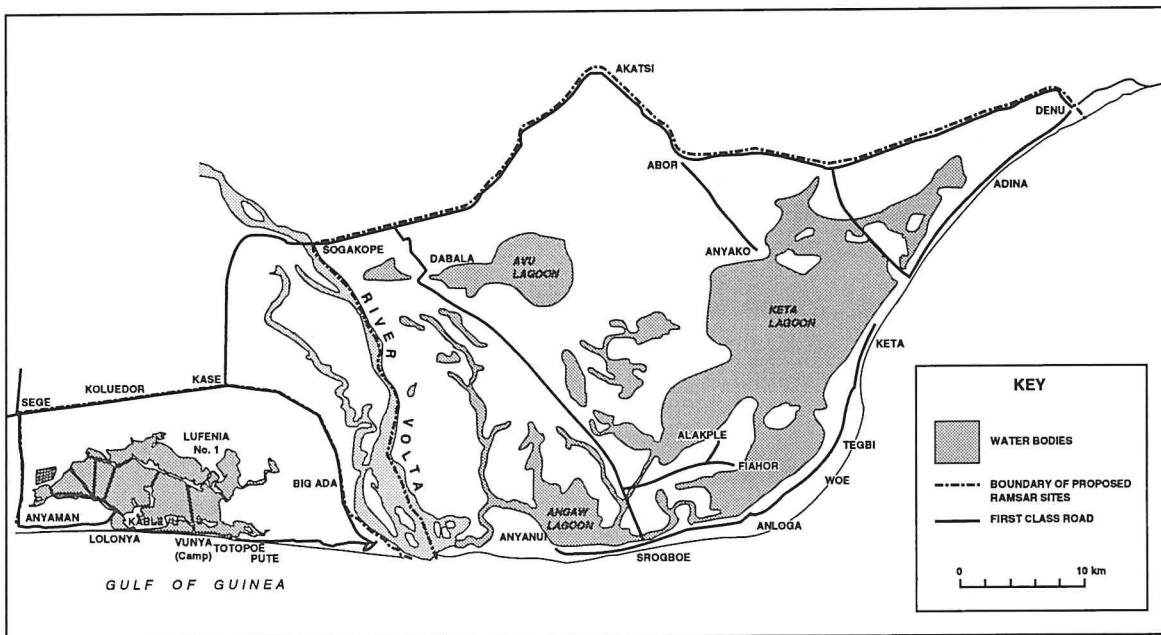 AKATSI
DENU
ABOR
ADINA
SOGAKOPE
DABALA
AVU
LAGOON
ANYAKO
KETA
LAGOON
RIVER VOLTA
KETA
KOLUEDOR
KASE
SEGE
LUFENIA
No. 1
ALAKPLE
TEGBI
FIAHOR
WOE
BIG ADA
ANGAW
LAGOON
ANYAMAN
ANLOGA
ANYANUI
LOLONYA
VUNYA
(Camp)
TOTOPOE
PUTE
SROGBOE
GULF OF GUINEA
KEY
WATER BODIES
BOUNDARY OF PROPOSED
RAMSAR SITES
FIRST CLASS ROAD
0 10 km